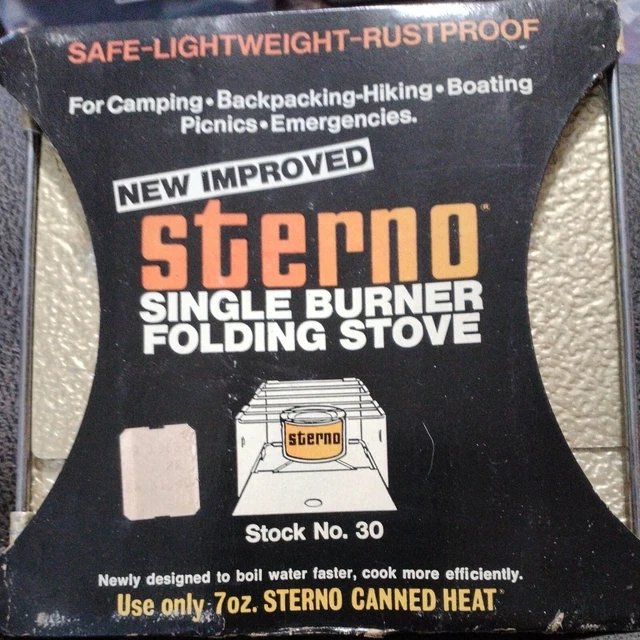 SAFE-LIGHTWEIGHT-RUSTPROOF
For Camping • Backpacking-Hiking • Boating
Picnics • Emergencies.
NEW IMPROVED
sterno®
SINGLE BURNER
FOLDING STOVE
sterno
Stock No. 30
Newly designed to boil water faster, cook more efficiently.
Use only 7oz. STERNO CANNED HEAT®